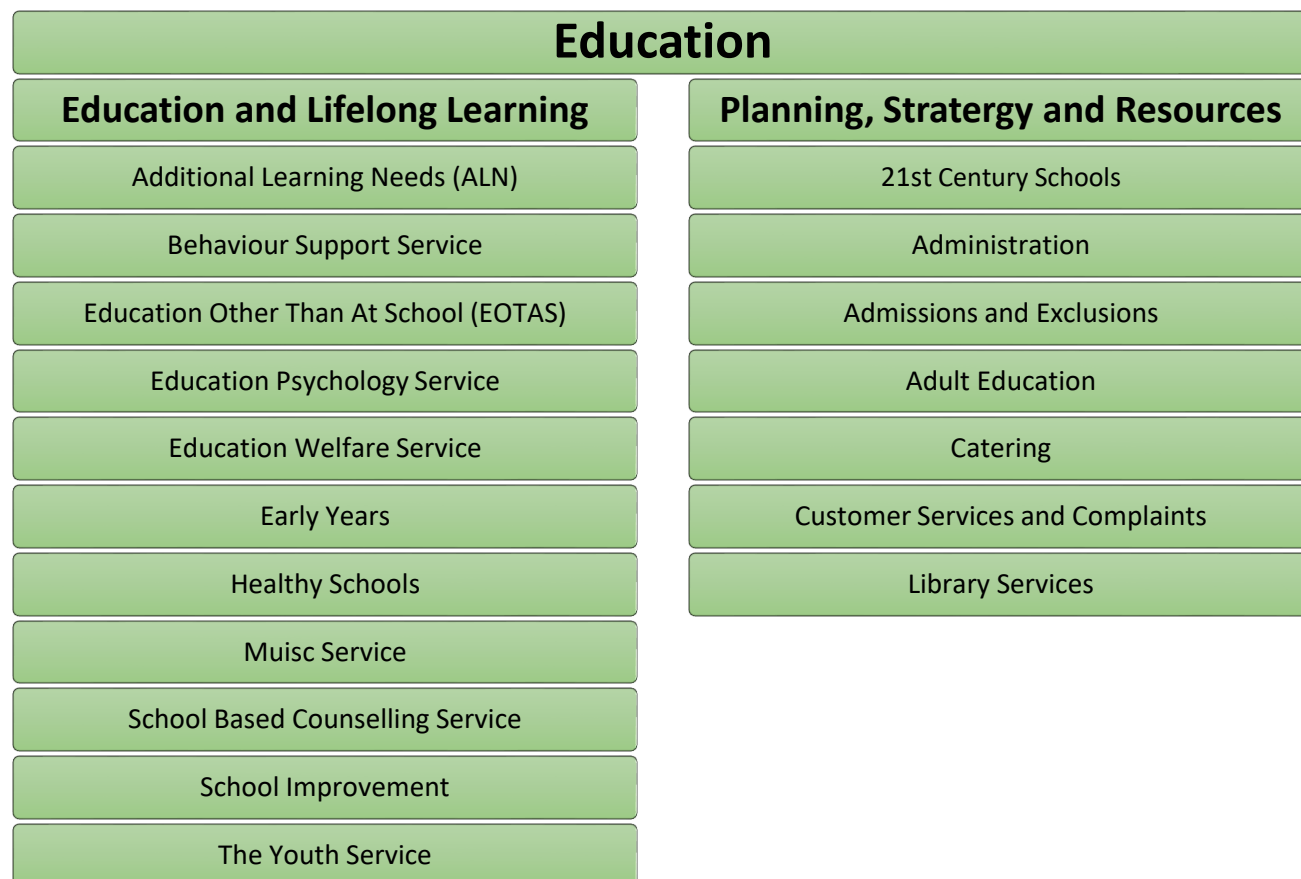 Education
Education and Lifelong Learning
Additional Learning Needs (ALN)
Behaviour Support Service
Education Other Than At School (EOTAS)
Education Psychology Service
Education Welfare Service
Early Years
Healthy Schools
Muisc Service
School Based Counselling Service
School Improvement
The Youth Service
Planning, Stratergy and Resources
21st Century Schools
Administration
Admissions and Exclusions
Adult Education
Catering
Customer Services and Complaints
Library Services